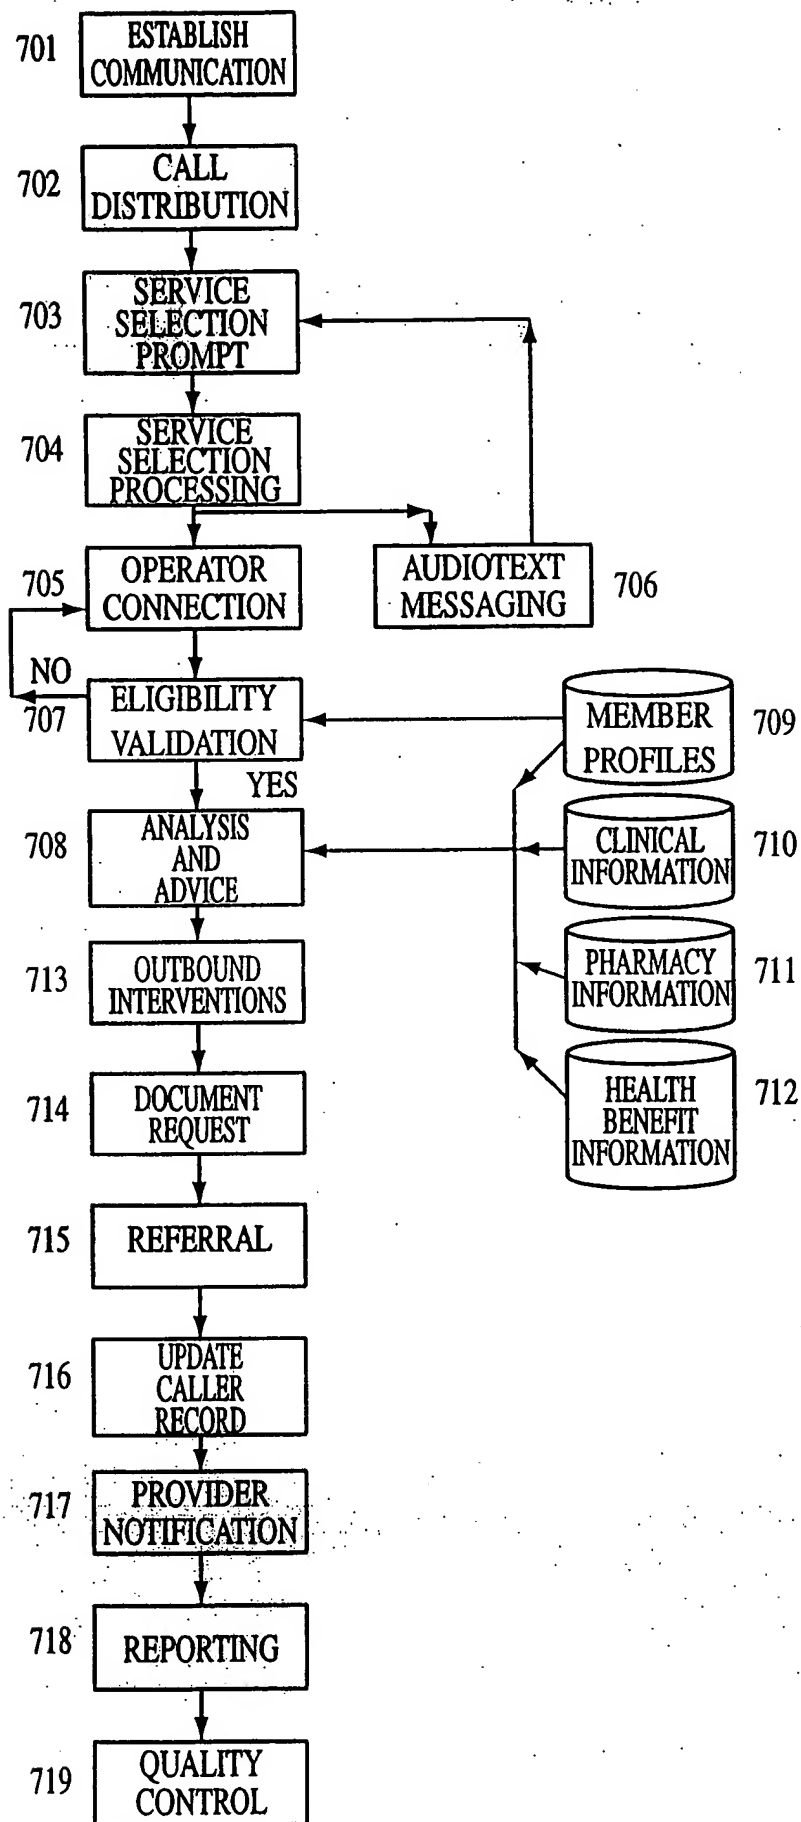 701
ESTABLISH
COMMUNICATION
702
CALL
DISTRIBUTION
703
SERVICE
SELECTION
PROMPT
704
SERVICE
SELECTION
PROCESSING
705
OPERATOR
CONNECTION
AUDIOTEXT
MESSAGING
706
NO
707
ELIGIBILITY
VALIDATION
MEMBER
PROFILES
709
YES
708
ANALYSIS
AND
ADVICE
CLINICAL
INFORMATION
710
713
OUTBOUND
INTERVENTIONS
PHARMACY
INFORMATION
711
714
DOCUMENT
REQUEST
HEALTH
BENEFIT
INFORMATION
712
715
REFERRAL
716
UPDATE
CALLER
RECORD
717
PROVIDER
NOTIFICATION
718
REPORTING
719
QUALITY
CONTROL